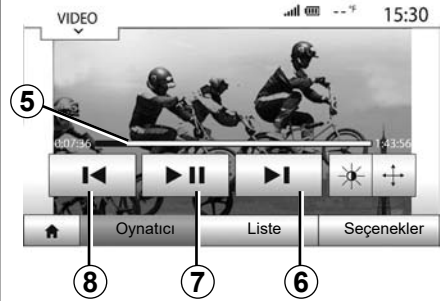 VIDEO
--°F
15:30
5
0:07:36
1:43:56
Oynatıcı
Liste
Seçenekler
8
7
6